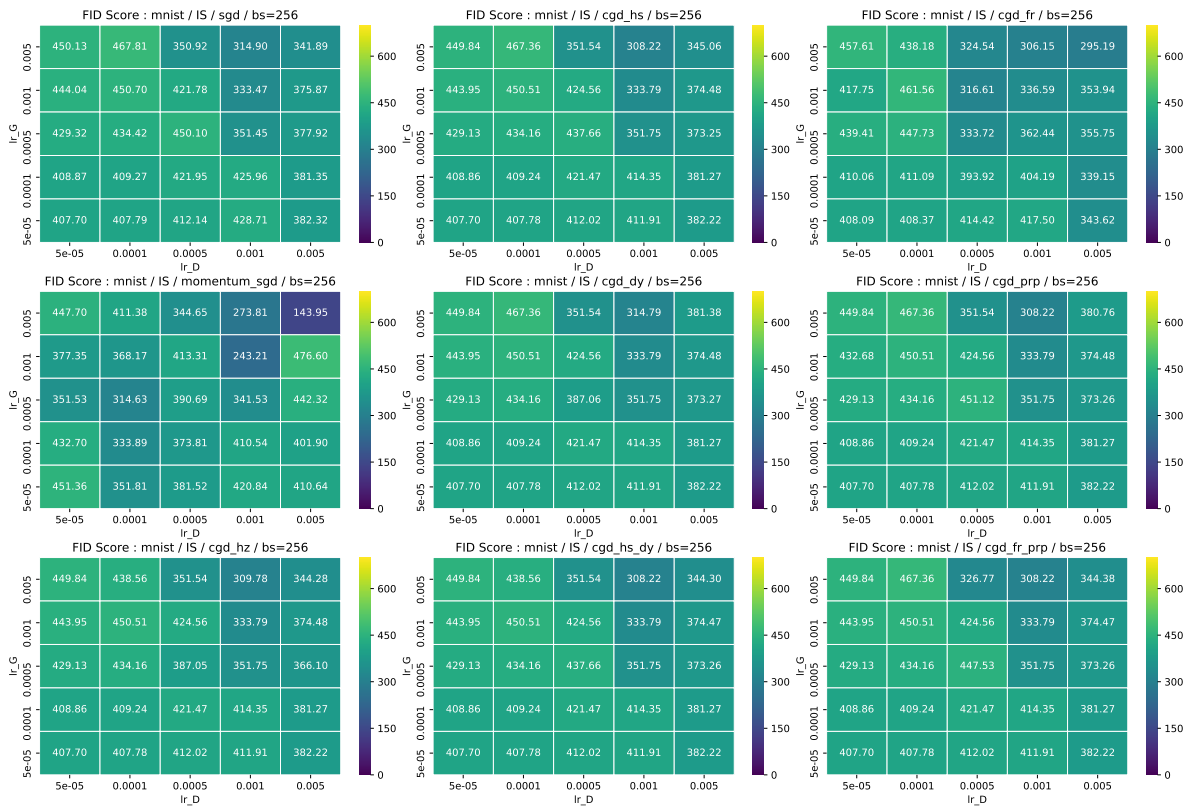 FID Score : mnist / IS / sgd / bs=256
lr_G
0.005 450.13 467.81 350.92 314.90 341.89
0.001 444.04 450.70 421.78 333.47 375.87
0.0005 429.32 434.42 450.10 351.45 377.92
0.0001 408.87 409.27 421.95 425.96 381.35
5e-05 407.70 407.79 412.14 428.71 382.32
5e-05 0.0001 0.0005 0.001 0.005
lr_D
600
450
300
150
0
FID Score : mnist / IS / cgd_hs / bs=256
lr_G
0.005 449.84 467.36 351.54 308.22 345.06
0.001 443.95 450.51 424.56 333.79 374.48
0.0005 429.13 434.16 437.66 351.75 373.25
0.0001 408.86 409.24 421.47 414.35 381.27
5e-05 407.70 407.78 412.02 411.91 382.22
5e-05 0.0001 0.0005 0.001 0.005
lr_D
600
450
300
150
0
FID Score : mnist / IS / cgd_fr / bs=256
lr_G
0.005 457.61 438.18 324.54 306.15 295.19
0.001 417.75 461.56 316.61 336.59 353.94
0.0005 439.41 447.73 333.72 362.44 355.75
0.0001 410.06 411.09 393.92 404.19 339.15
5e-05 408.09 408.37 414.42 417.50 343.62
5e-05 0.0001 0.0005 0.001 0.005
lr_D
600
450
300
150
0
FID Score : mnist / IS / momentum_sgd / bs=256
lr_G
0.005 447.70 411.38 344.65 273.81 143.95
0.001 377.35 368.17 413.31 243.21 476.60
0.0005 351.53 314.63 390.69 341.53 442.32
0.0001 432.70 333.89 373.81 410.54 401.90
5e-05 451.36 351.81 381.52 420.84 410.64
5e-05 0.0001 0.0005 0.001 0.005
lr_D
600
450
300
150
0
FID Score : mnist / IS / cgd_dy / bs=256
lr_G
0.005 449.84 467.36 351.54 314.79 381.38
0.001 443.95 450.51 424.56 333.79 374.48
0.0005 429.13 434.16 387.06 351.75 373.27
0.0001 408.86 409.24 421.47 414.35 381.27
5e-05 407.70 407.78 412.02 411.91 382.22
5e-05 0.0001 0.0005 0.001 0.005
lr_D
600
450
300
150
0
FID Score : mnist / IS / cgd_prp / bs=256
lr_G
0.005 449.84 467.36 351.54 308.22 380.76
0.001 432.68 450.51 424.56 333.79 374.48
0.0005 429.13 434.16 451.12 351.75 373.26
0.0001 408.86 409.24 421.47 414.35 381.27
5e-05 407.70 407.78 412.02 411.91 382.22
5e-05 0.0001 0.0005 0.001 0.005
lr_D
600
450
300
150
0
FID Score : mnist / IS / cgd_hz / bs=256
lr_G
0.005 449.84 438.56 351.54 309.78 344.28
0.001 443.95 450.51 424.56 333.79 374.48
0.0005 429.13 434.16 387.05 351.75 366.10
0.0001 408.86 409.24 421.47 414.35 381.27
5e-05 407.70 407.78 412.02 411.91 382.22
5e-05 0.0001 0.0005 0.001 0.005
lr_D
600
450
300
150
0
FID Score : mnist / IS / cgd_hs_dy / bs=256
lr_G
0.005 449.84 438.56 351.54 308.22 344.30
0.001 443.95 450.51 424.56 333.79 374.47
0.0005 429.13 434.16 437.66 351.75 373.26
0.0001 408.86 409.24 421.47 414.35 381.27
5e-05 407.70 407.78 412.02 411.91 382.22
5e-05 0.0001 0.0005 0.001 0.005
lr_D
600
450
300
150
0
FID Score : mnist / IS / cgd_fr_prp / bs=256
lr_G
0.005 449.84 467.36 326.77 308.22 344.38
0.001 443.95 450.51 424.56 333.79 374.47
0.0005 429.13 434.16 447.53 351.75 373.26
0.0001 408.86 409.24 421.47 414.35 381.27
5e-05 407.70 407.78 412.02 411.91 382.22
5e-05 0.0001 0.0005 0.001 0.005
lr_D
600
450
300
150
0